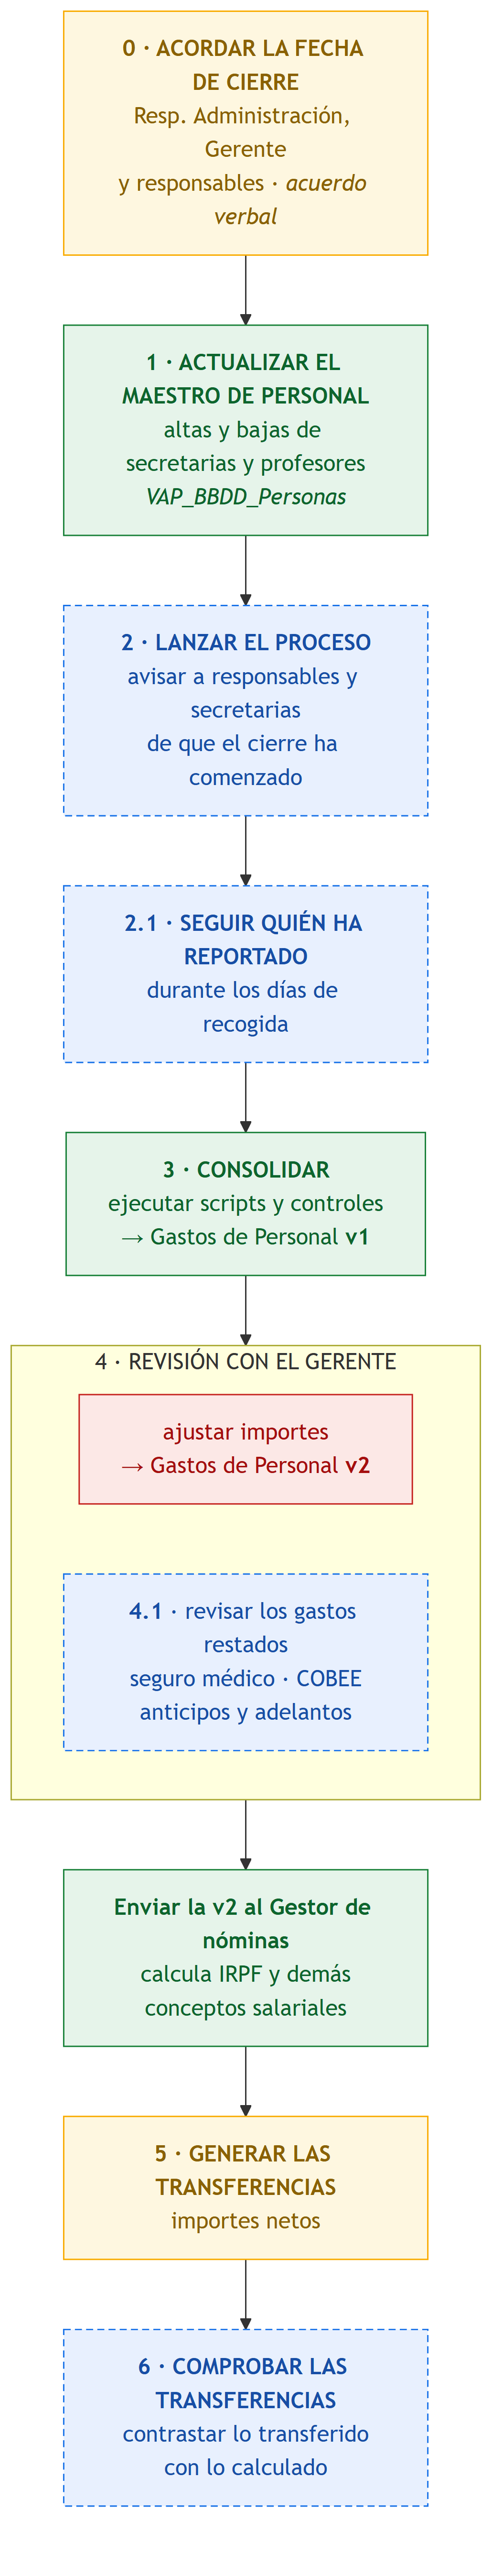 0 · ACORDAR LA FECHA
DE CIERRE
Resp. Administración,
Gerente
y responsables · acuerdo
verbal
1 · ACTUALIZAR EL
MAESTRO DE PERSONAL
altas y bajas de
secretarias y profesores
VAP_BBDD_Personas
2 · LANZAR EL PROCESO
avisar a responsables y
secretarias
de que el cierre ha
comenzado
2.1 · SEGUIR QUIÉN HA
REPORTADO
durante los días de
recogida
3 · CONSOLIDAR
ejecutar scripts y controles
→ Gastos de Personal v1
4 · REVISIÓN CON EL GERENTE
ajustar importes
→ Gastos de Personal v2
4.1 · revisar los gastos
restados
seguro médico · COBEE
anticipos y adelantos
Enviar la v2 al Gestor de
nóminas
calcula IRPF y demás
conceptos salariales
5 · GENERAR LAS
TRANSFERENCIAS
importes netos
6 · COMPROBAR LAS
TRANSFERENCIAS
contrastar lo transferido
con lo calculado